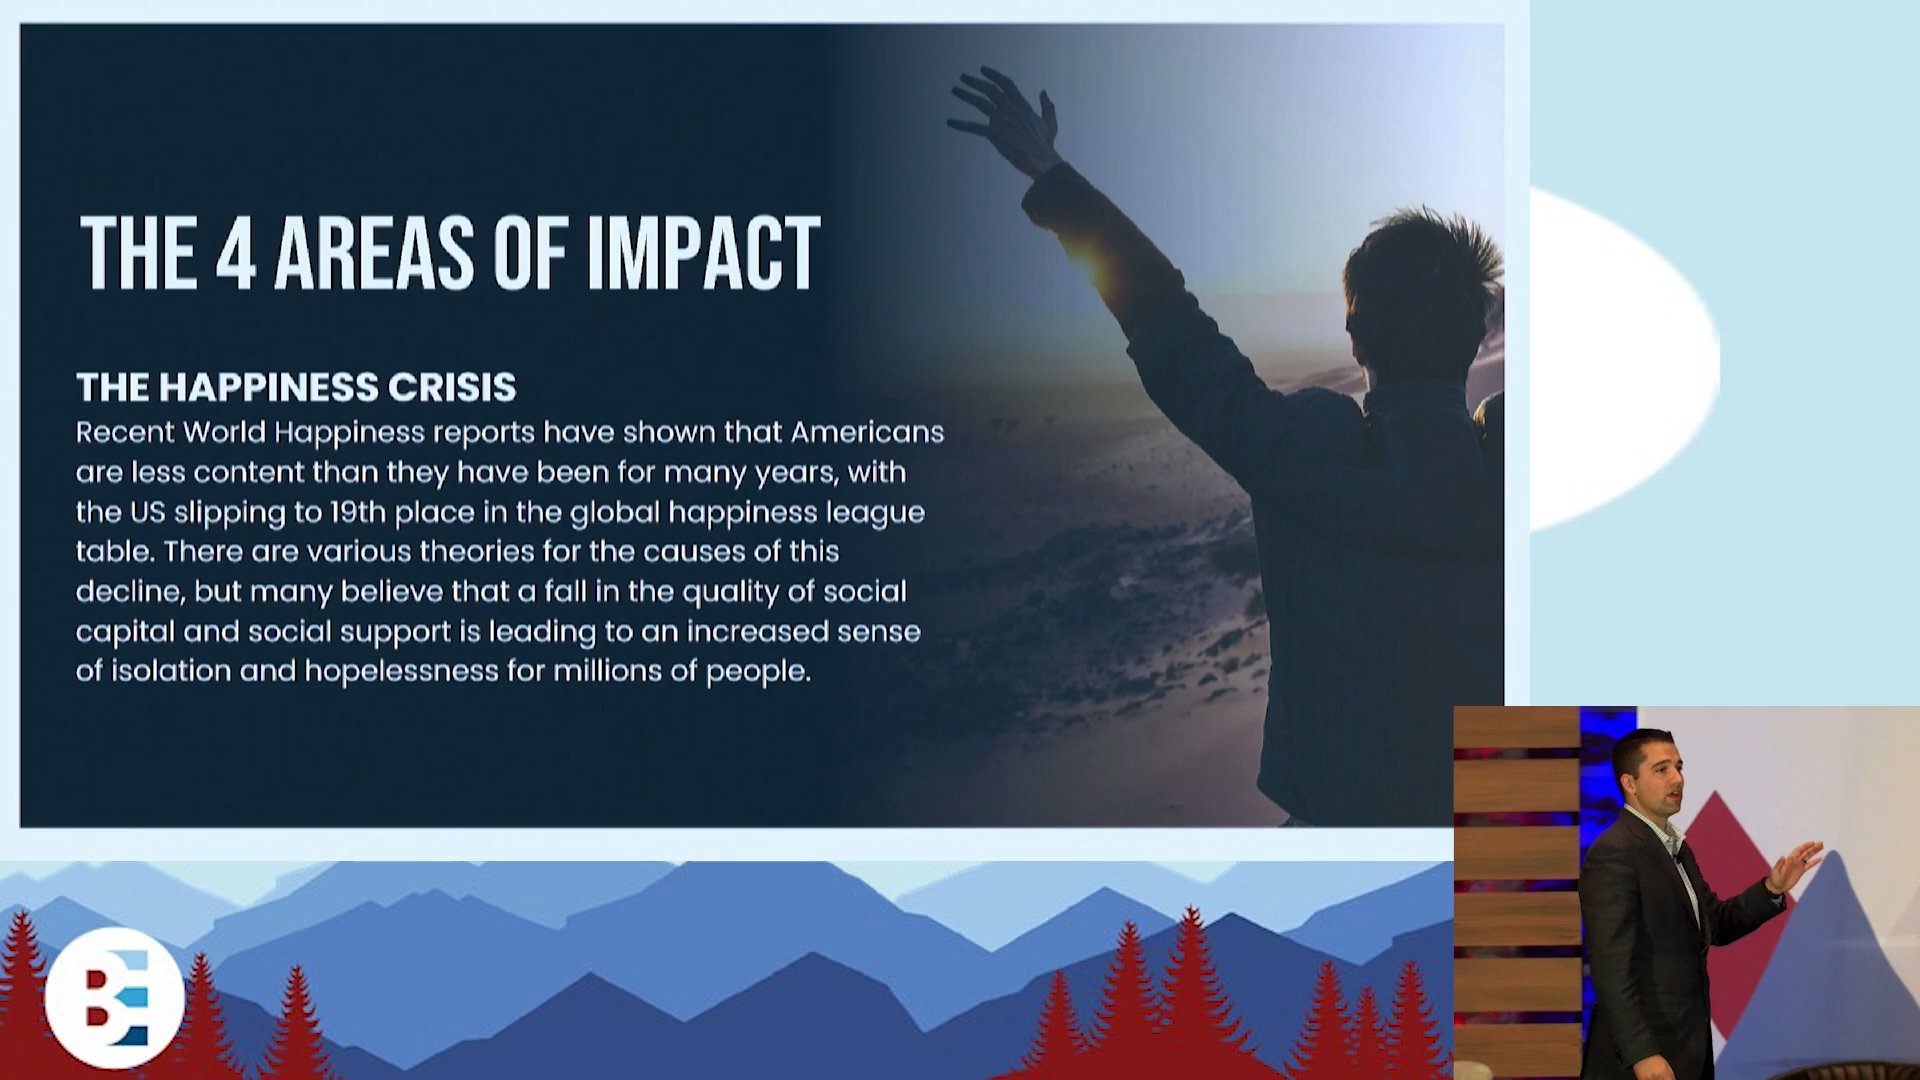 THE 4 AREAS OF IMPACT
THE HAPPINESS CRISIS
Recent World Happiness reports have shown that Americans
are less content than they have been for many years, with
the US slipping to 19th place in the global happiness league
table. There are various theories for the causes of this
decline, but many believe that a fall in the quality of social
capital and social support is leading to an increased sense
of isolation and hopelessness for millions of people.
BE